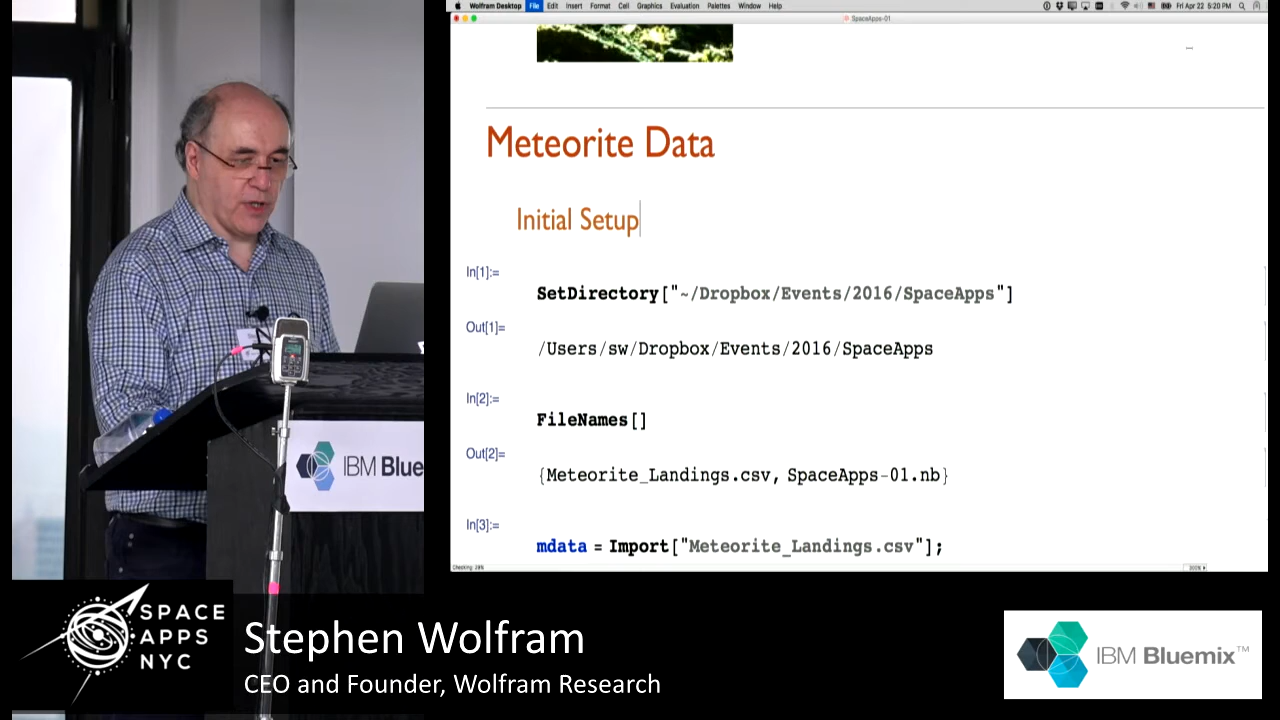 Wolfram Desktop File Edit Insert Format Cell Graphics Evaluation Palettes Window Help
Fri Apr 22 5:20 PM
SpaceApps-01
Meteorite Data
Initial Setup
In[1]:=
SetDirectory["~/Dropbox/Events/2016/SpaceApps"]
Out[1]=
/Users/sw/Dropbox/Events/2016/SpaceApps
In[2]:=
FileNames[]
Out[2]=
{Meteorite_Landings.csv, SpaceApps-01.nb}
In[3]:=
mdata = Import["Meteorite_Landings.csv"];
IBM Blue
SPACE
APPS
NYC
Stephen Wolfram
CEO and Founder, Wolfram Research
IBM Bluemix™